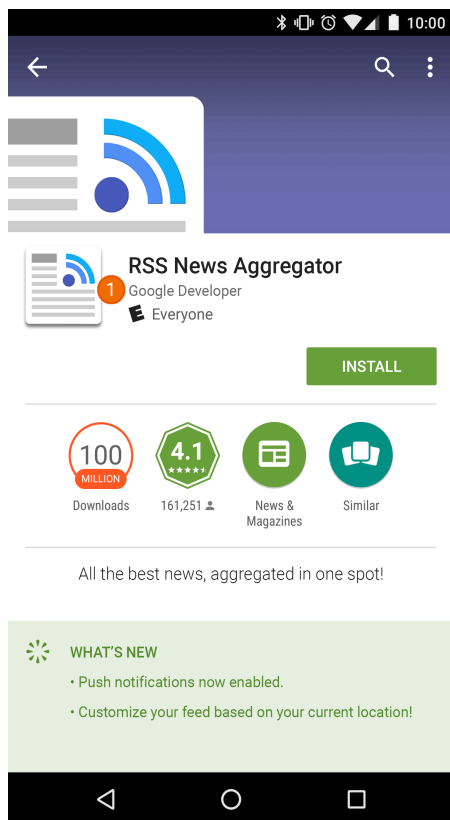 10:00
RSS News Aggregator
1
Google Developer
E
Everyone
INSTALL
100
MILLION
4.1
Downloads
161,251
News &
Magazines
Similar
All the best news, aggregated in one spot!
WHAT’S NEW
• Push notifications now enabled.
• Customize your feed based on your current location!